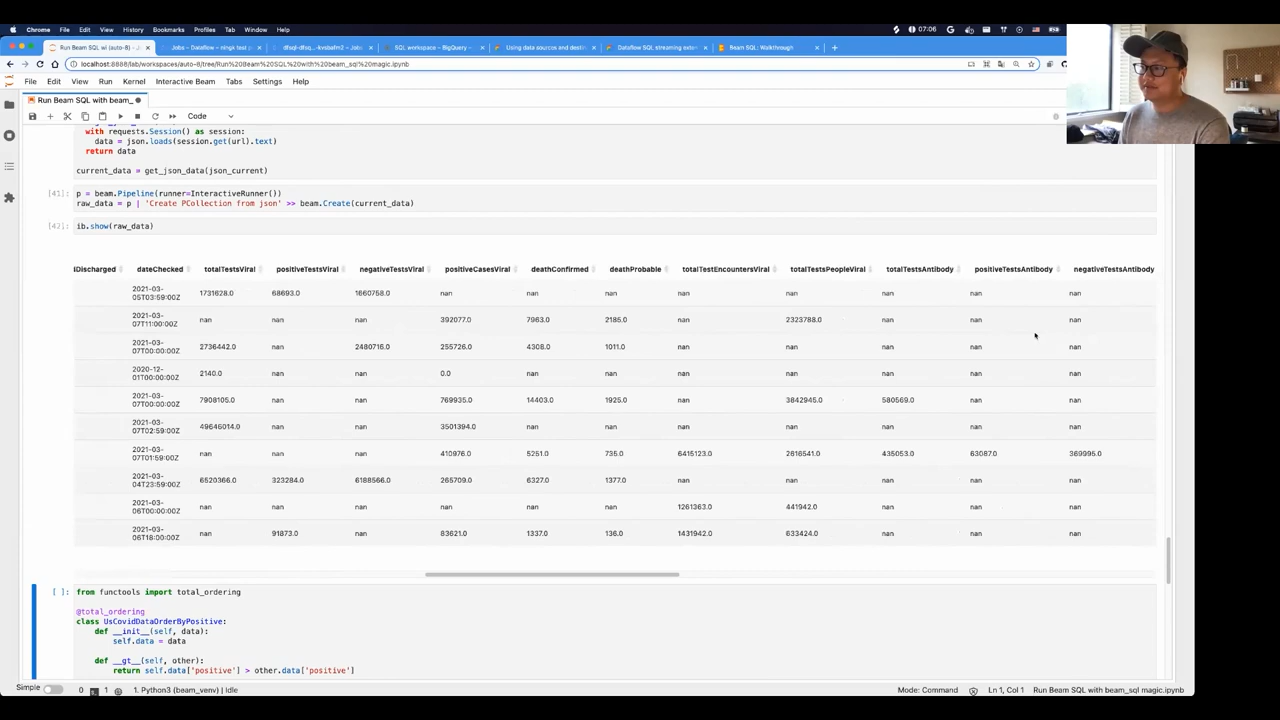 Chrome File Edit View History Bookmarks Profiles Tab Window Help 07:06
Run Beam SQL wi (auto-8) - J Jobs – Dataflow – ningk test p SQL workspace – BigQuery – Using data sources and destin Dataflow SQL streaming exten Beam SQL: Walkthrough
localhost:8888/lab/workspaces/auto-8/tree/Run%20Beam%20SQL%20with%20beam_sql%20magic.ipynb
File Edit View Run Kernel Interactive Beam Tabs Settings Help
Run Beam SQL with beam_
Code
with requests.Session() as session:
data = json.loads(session.get(url).text)
return data
current_data = get_json_data(json_current)
[41]: p = beam.Pipeline(runner=InteractiveRunner())
raw_data = p | 'Create PCollection from json' >> beam.Create(current_data)
[42]: ib.show(raw_data)
lDischarged dateChecked totalTestsViral positiveTestsViral negativeTestsViral positiveCasesViral deathConfirmed deathProbable totalTestEncountersViral totalTestsPeopleViral totalTestsAntibody positiveTestsAntibody negativeTestsAntibody
2021-03-
05T03:59:00Z 1731628.0 68693.0 1660758.0 nan nan nan nan nan nan nan nan
2021-03-
07T11:00:00Z nan nan nan 392077.0 7963.0 2185.0 nan 2323788.0 nan nan nan
2021-03-
07T00:00:00Z 2736442.0 nan 2480716.0 255726.0 4308.0 1011.0 nan nan nan nan nan
2020-12-
01T00:00:00Z 2140.0 nan nan 0.0 nan nan nan nan nan nan nan
2021-03-
07T00:00:00Z 7908105.0 nan nan 769935.0 14403.0 1925.0 nan 3842945.0 580569.0 nan nan
2021-03-
07T02:59:00Z 49646014.0 nan nan 3501394.0 nan nan nan nan nan nan nan
2021-03-
07T01:59:00Z nan nan nan 410976.0 5251.0 735.0 6415123.0 2616541.0 435053.0 63087.0 369995.0
2021-03-
04T23:59:00Z 6520366.0 323284.0 6188566.0 265709.0 6327.0 1377.0 nan nan nan nan nan
2021-03-
06T00:00:00Z nan nan nan nan nan nan 1261363.0 441942.0 nan nan nan
2021-03-
06T18:00:00Z nan 91873.0 nan 83621.0 1337.0 136.0 1431942.0 633424.0 nan nan nan
[ ]: from functools import total_ordering
@total_ordering
class UsCovidDataOrderByPositive:
def __init__(self, data):
self.data = data
def __gt__(self, other):
return self.data['positive'] > other.data['positive']
Simple 0 1 Python3 (beam_venv) | Idle Mode: Command Ln 1, Col 1 Run Beam SQL with beam_sql magic.ipynb